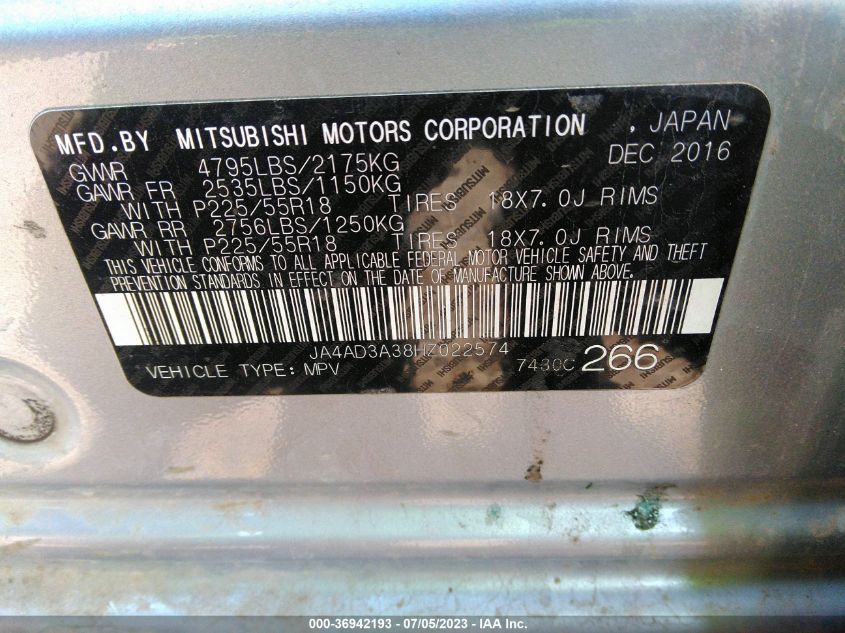 MFD.BY MITSUBISHI MOTORS CORPORATION , JAPAN
GVWR 4795LBS/2175KG DEC 2016
GAWR FR 2535LBS/1150KG
WITH P225/55R18 TIRES 18X7.0J RIMS
GAWR RR 2756LBS/1250KG
WITH P225/55R18 TIRES 18X7.0J RIMS
THIS VEHICLE CONFORMS TO ALL APPLICABLE FEDERAL MOTOR VEHICLE SAFETY AND THEFT
PREVENTION STANDARDS IN EFFECT ON THE DATE OF MANUFACTURE SHOWN ABOVE.
JA4AD3A38HZ022574
VEHICLE TYPE: MPV 7430C 266
000-36942193 - 07/05/2023 - IAA Inc.